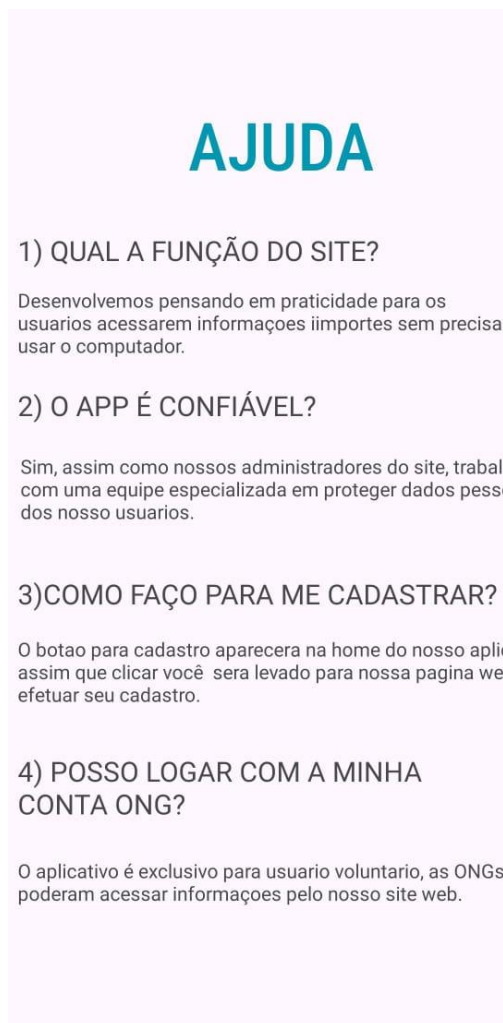 AJUDA
1) QUAL A FUNÇÃO DO SITE?
Desenvolvemos pensando em praticidade para os
usuarios acessarem informaçoes iimportes sem precisa
usar o computador.
2) O APP É CONFIÁVEL?
Sim, assim como nossos administradores do site, trabal
com uma equipe especializada em proteger dados pess
dos nosso usuarios.
3)COMO FAÇO PARA ME CADASTRAR?
O botao para cadastro aparecera na home do nosso apli
assim que clicar você sera levado para nossa pagina we
efetuar seu cadastro.
4) POSSO LOGAR COM A MINHA
CONTA ONG?
O aplicativo é exclusivo para usuario voluntario, as ONGs
poderam acessar informaçoes pelo nosso site web.